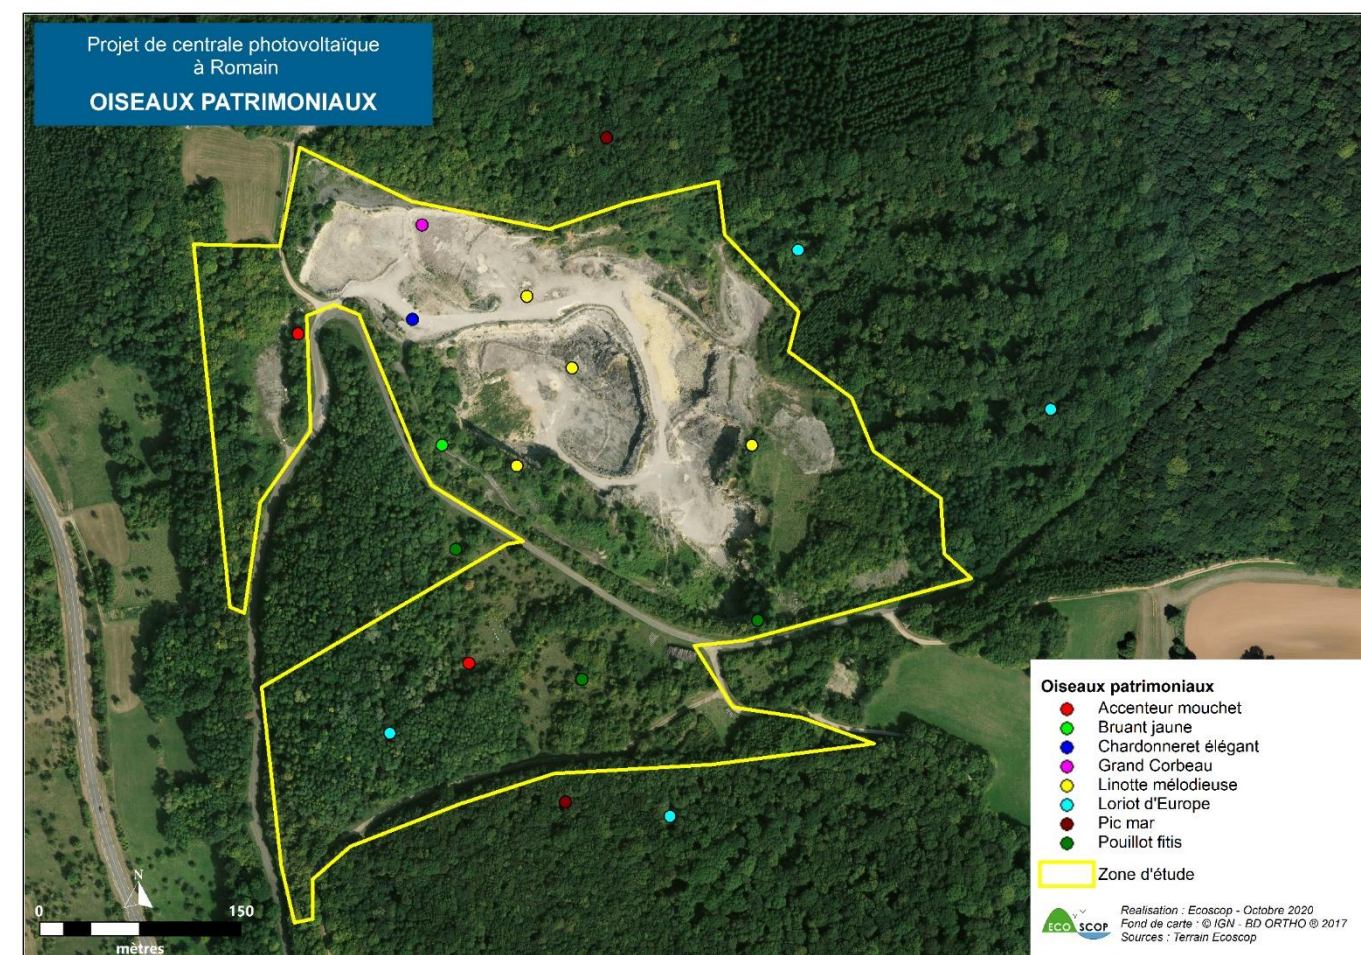 Projet de centrale photovoltaïque
à Romain
OISEAUX PATRIMONIAUX
Oiseaux patrimoniaux
Accenteur mouchet
Bruant jaune
Chardonneret élégant
Grand Corbeau
Linotte mélodieuse
Loriot d'Europe
Pic mar
Pouillot fitis
Zone d'étude
N
0 150
mètres
ECO SCOP
Realisation : Ecoscop - Octobre 2020
Fond de carte : © IGN - BD ORTHO ® 2017
Sources : Terrain Ecoscop